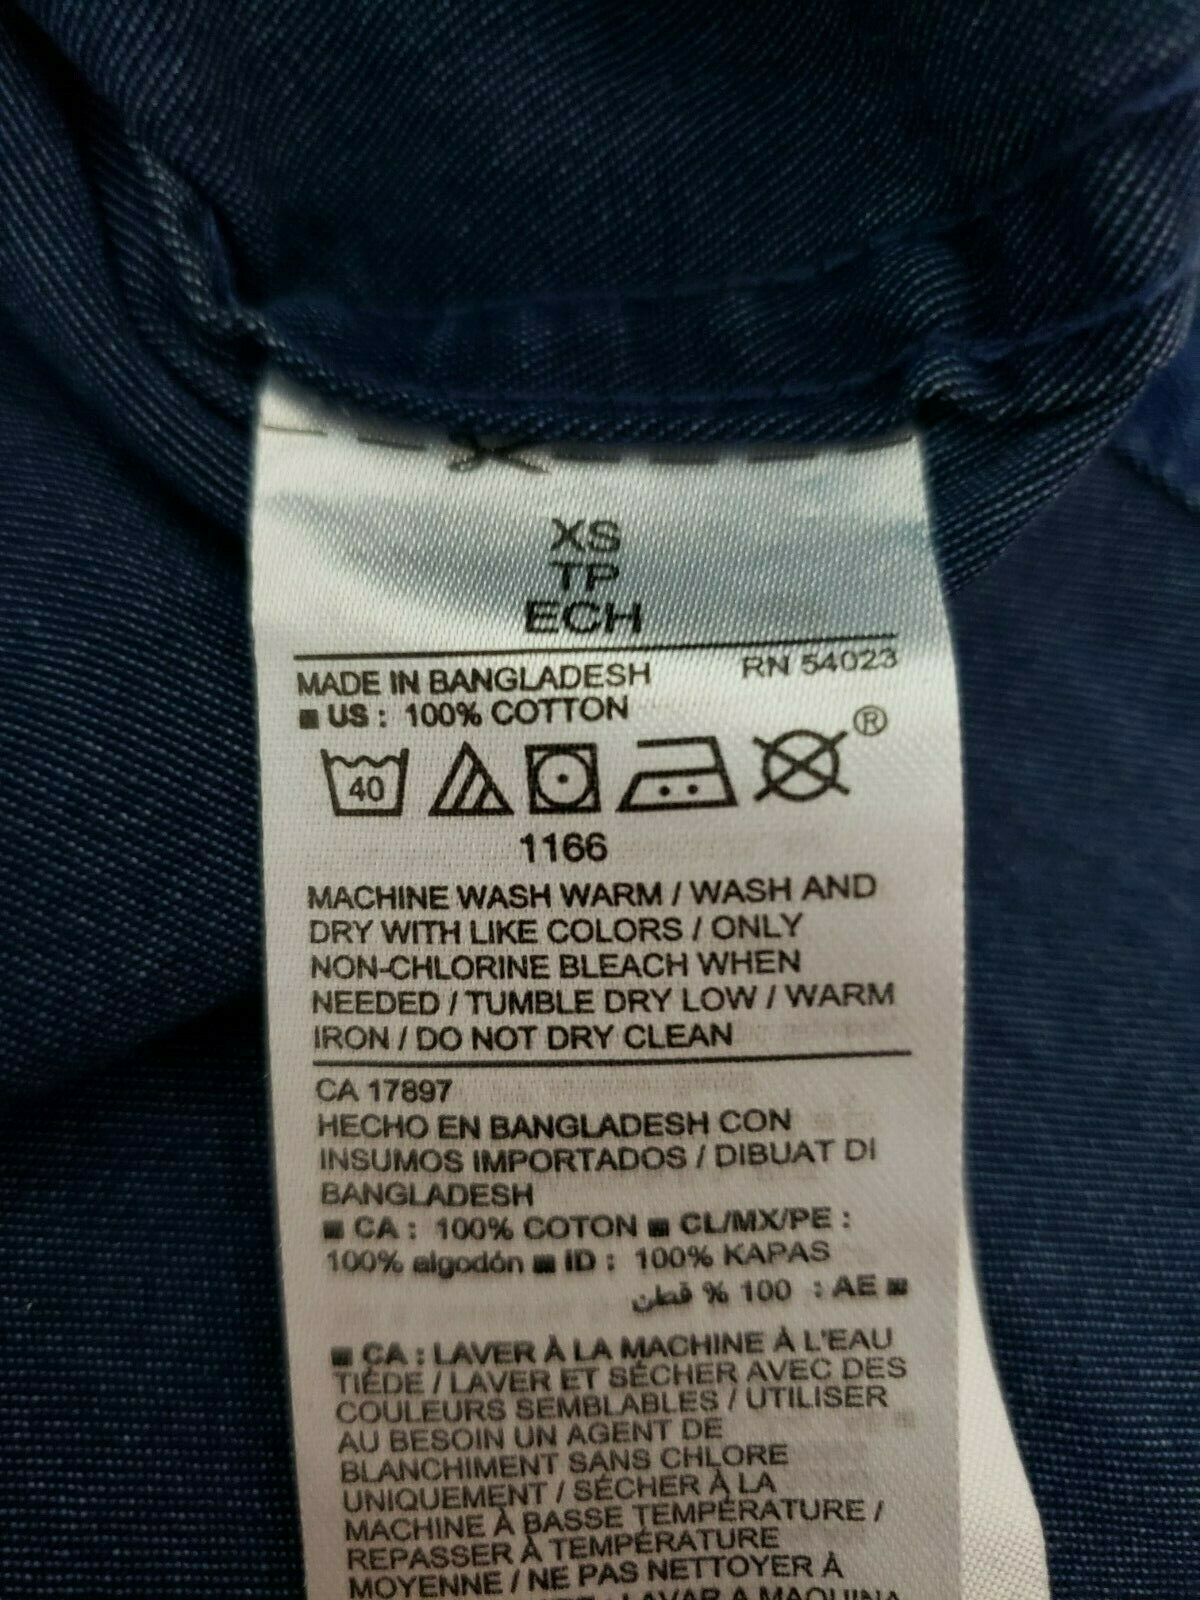 XS
TP
ECH
MADE IN BANGLADESH RN 54023
■ US : 100% COTTON
40 ®
1166
MACHINE WASH WARM / WASH AND
DRY WITH LIKE COLORS / ONLY
NON-CHLORINE BLEACH WHEN
NEEDED / TUMBLE DRY LOW / WARM
IRON / DO NOT DRY CLEAN
CA 17897
HECHO EN BANGLADESH CON
INSUMOS IMPORTADOS / DIBUAT DI
BANGLADESH
■ CA : 100% COTON ■ CL/MX/PE :
100% algodón ■ ID : 100% KAPAS
■ AE : 100 % قطن
■ CA : LAVER À LA MACHINE À L'EAU
TIÈDE / LAVER ET SÉCHER AVEC DES
COULEURS SEMBLABLES / UTILISER
AU BESOIN UN AGENT DE
BLANCHIMENT SANS CHLORE
UNIQUEMENT / SÉCHER À LA
MACHINE À BASSE TEMPÉRATURE /
REPASSER À TEMPÉRATURE
MOYENNE / NE PAS NETTOYER À
: LAVAR A MAQUINA